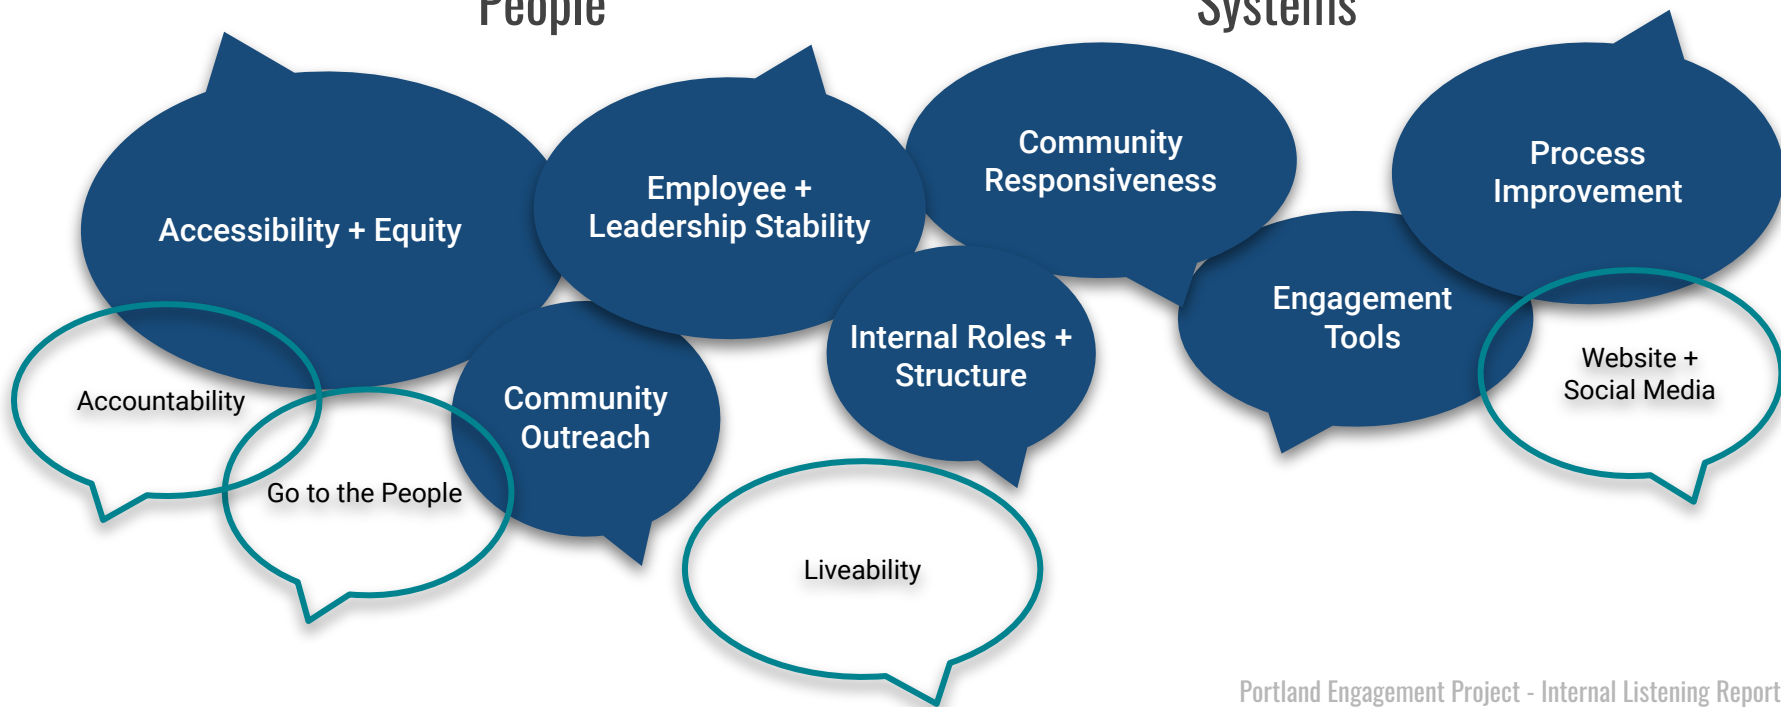 People
Systems
Accessibility + Equity
Employee +
Leadership Stability
Community
Responsiveness
Process
Improvement
Engagement
Tools
Internal Roles +
Structure
Community
Outreach
Accountability
Go to the People
Website +
Social Media
Liveability
Portland Engagement Project - Internal Listening Report